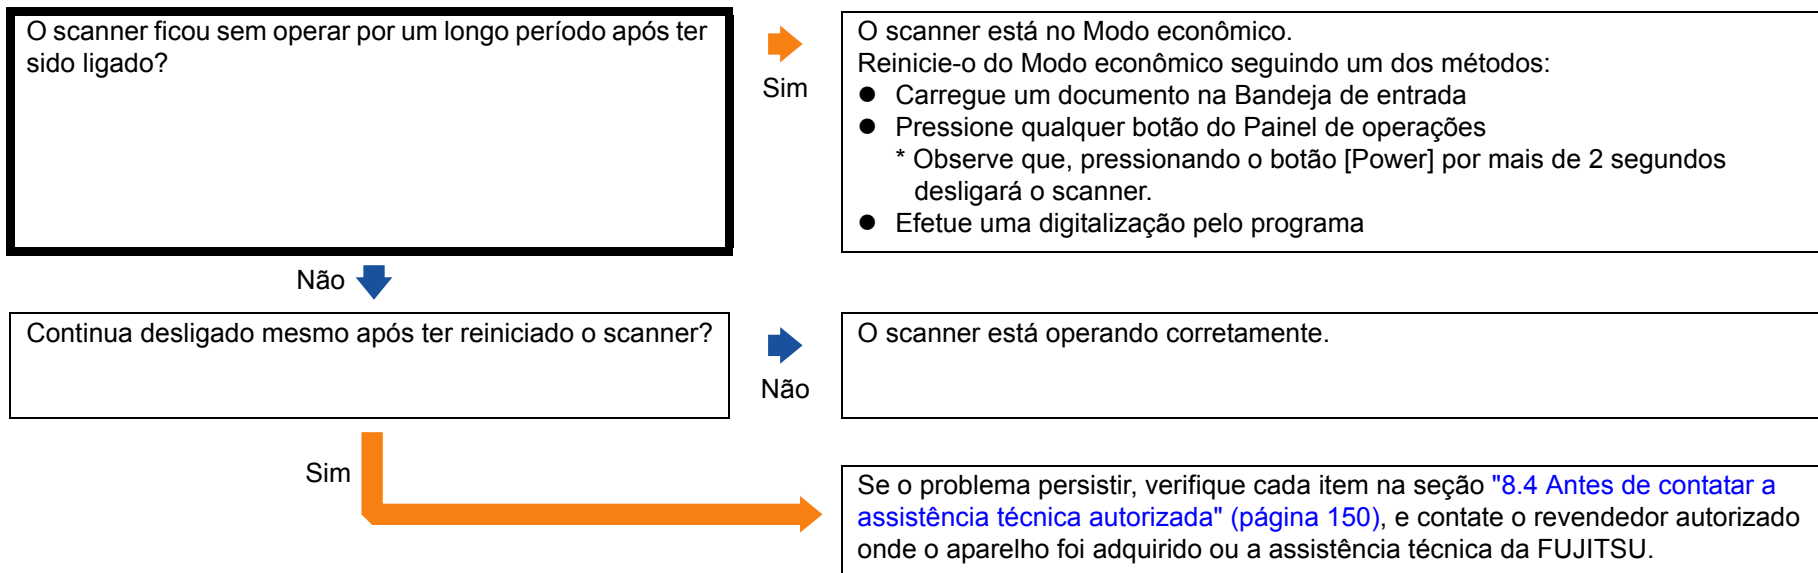 O scanner ficou sem operar por um longo período após ter
sido ligado?
Sim
O scanner está no Modo econômico.
Reinicie-o do Modo econômico seguindo um dos métodos:
● Carregue um documento na Bandeja de entrada
● Pressione qualquer botão do Painel de operações
* Observe que, pressionando o botão [Power] por mais de 2 segundos
desligará o scanner.
● Efetue uma digitalização pelo programa
Não
Continua desligado mesmo após ter reiniciado o scanner?
Não
O scanner está operando corretamente.
Sim
Se o problema persistir, verifique cada item na seção "8.4 Antes de contatar a
assistência técnica autorizada" (página 150), e contate o revendedor autorizado
onde o aparelho foi adquirido ou a assistência técnica da FUJITSU.